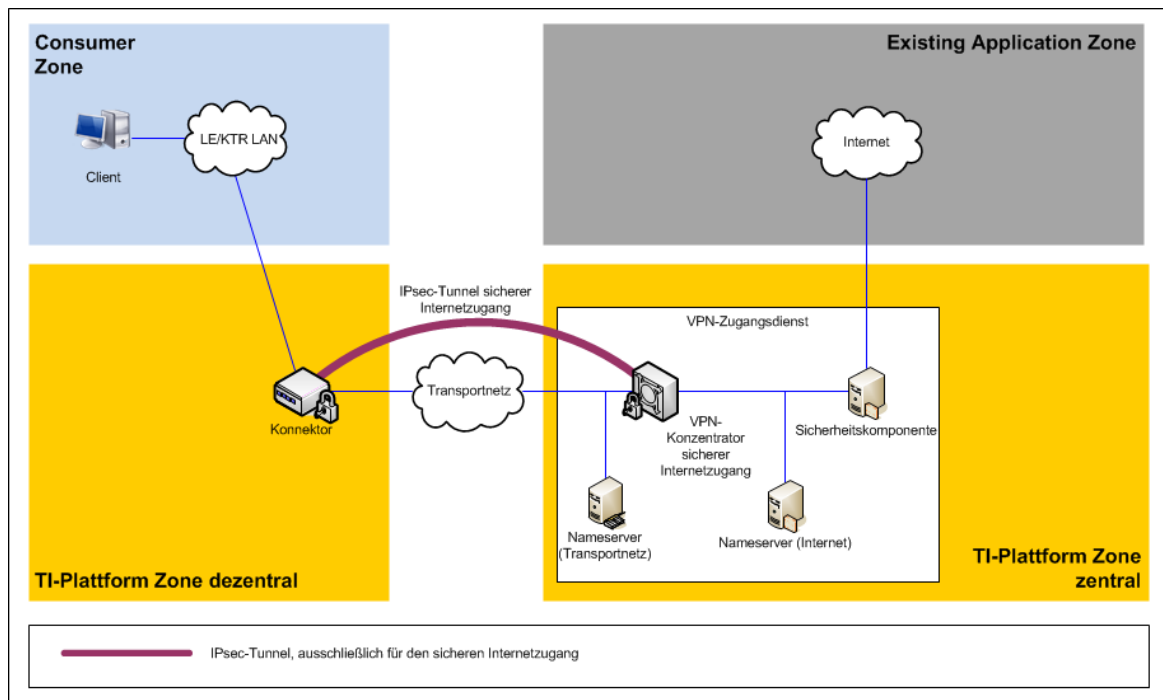 Consumer
Zone
Existing Application Zone
LE/KTR LAN
Client
Internet
IPsec-Tunnel sicherer
Internetzugang
VPN-Zugangsdienst
Transportnetz
Konnektor
VPN-
Konzentrator
sicherer
Internetzugang
Sicherheitskomponente
Nameserver
(Transportnetz)
Nameserver (Internet)
TI-Plattform Zone dezentral
TI-Plattform Zone
zentral
IPsec-Tunnel, ausschließlich für den sicheren Internetzugang